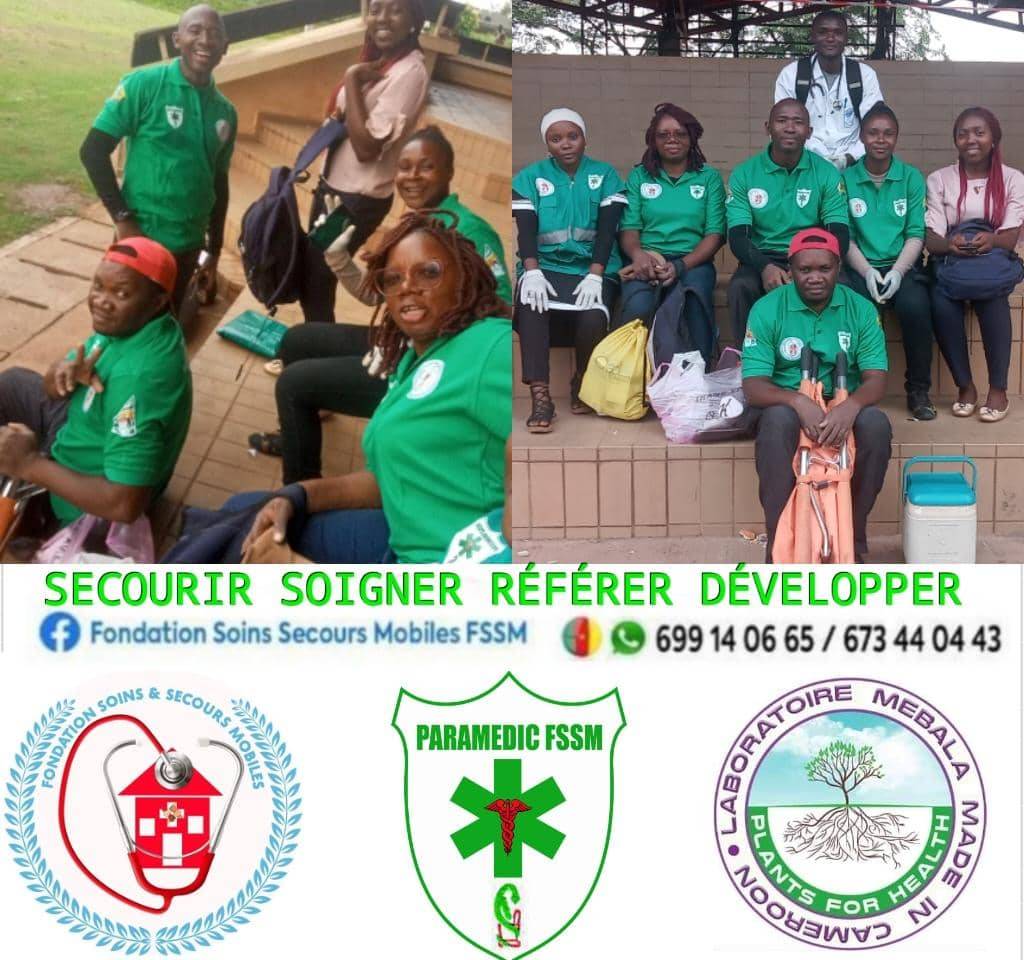 SECOURIR SOIGNER RÉFÉRER DÉVELOPPER
Fondation Soins Secours Mobiles FSSM
699 14 06 65 / 673 44 04 43
FONDATION SOINS & SECOURS MOBILES
PARAMEDIC FSSM
LABORATOIRE MEBALA MADE IN CAMEROON
PLANTS FOR HEALTH